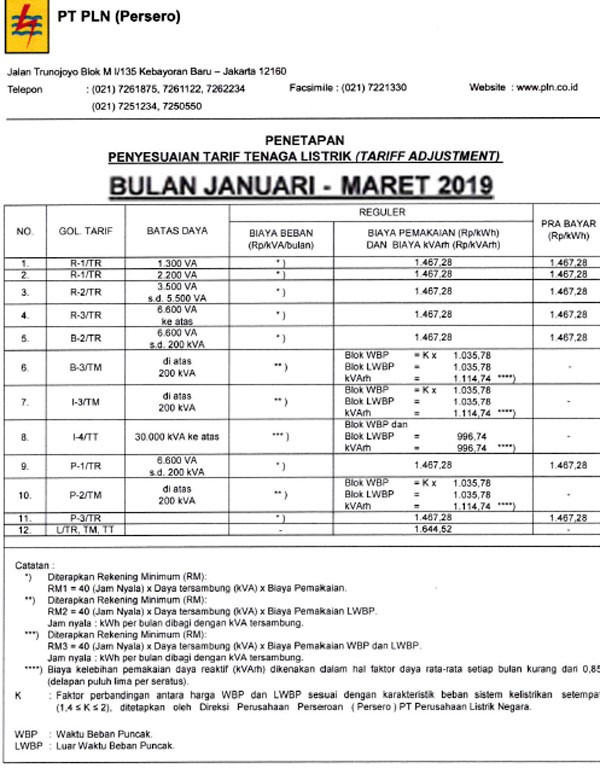 PT PLN (Persero)
Jalan Trunojoyo Blok M I/135 Kebayoran Baru – Jakarta 12160
Telepon : (021) 7261875, 7261122, 7262234 Facsimile : (021) 7221330 Website : www.pln.co.id
(021) 7251234, 7250550
PENETAPAN
PENYESUAIAN TARIF TENAGA LISTRIK (TARIFF ADJUSTMENT)
BULAN JANUARI - MARET 2019
NO. GOL. TARIF BATAS DAYA REGULER PRA BAYAR (Rp/kWh)
BIAYA BEBAN (Rp/kVA/bulan) BIAYA PEMAKAIAN (Rp/kWh) DAN BIAYA kVArh (Rp/kVArh)
1. R-1/TR 1.300 VA *) 1.467,28 1.467,28
2. R-1/TR 2.200 VA *) 1.467,28 1.467,28
3. R-2/TR 3.500 VA s.d. 5.500 VA *) 1.467,28 1.467,28
4. R-3/TR 6.600 VA ke atas *) 1.467,28 1.467,28
5. B-2/TR 6.600 VA s.d. 200 kVA *) 1.467,28 1.467,28
6. B-3/TM di atas 200 kVA **) Blok WBP = K x 1.035,78 -
Blok LWBP = 1.035,78
kVArh = 1.114,74 ****)
7. I-3/TM di atas 200 kVA **) Blok WBP = K x 1.035,78 -
Blok LWBP = 1.035,78
kVArh = 1.114,74 ****)
8. I-4/TT 30.000 kVA ke atas ***) Blok WBP dan -
Blok LWBP = 996,74
kVArh = 996,74 ****)
9. P-1/TR 6.600 VA s.d. 200 kVA *) 1.467,28 1.467,28
10. P-2/TM di atas 200 kVA **) Blok WBP = K x 1.035,78 -
Blok LWBP = 1.035,78
kVArh = 1.114,74 ****)
11. P-3/TR *) 1.467,28 1.467,28
12. L/TR, TM, TT - 1.644,52 -
Catatan :
*) Diterapkan Rekening Minimum (RM):
RM1 = 40 (Jam Nyala) x Daya tersambung (kVA) x Biaya Pemakaian.
**) Diterapkan Rekening Minimum (RM):
RM2 = 40 (Jam Nyala) x Daya tersambung (kVA) x Biaya Pemakaian LWBP.
Jam nyala : kWh per bulan dibagi dengan kVA tersambung.
***) Diterapkan Rekening Minimum (RM):
RM3 = 40 (Jam Nyala) x Daya tersambung (kVA) x Biaya Pemakaian WBP dan LWBP.
Jam nyala : kWh per bulan dibagi dengan kVA tersambung.
****) Biaya kelebihan pemakaian daya reaktif (kVArh) dikenakan dalam hal faktor daya rata-rata setiap bulan kurang dari 0,85
(delapan puluh lima per seratus).
K : Faktor perbandingan antara harga WBP dan LWBP sesuai dengan karakteristik beban sistem kelistrikan setempat
(1,4 ≤ K ≤ 2), ditetapkan oleh Direksi Perusahaan Perseroan ( Persero ) PT Perusahaan Listrik Negara.
WBP : Waktu Beban Puncak.
LWBP : Luar Waktu Beban Puncak.